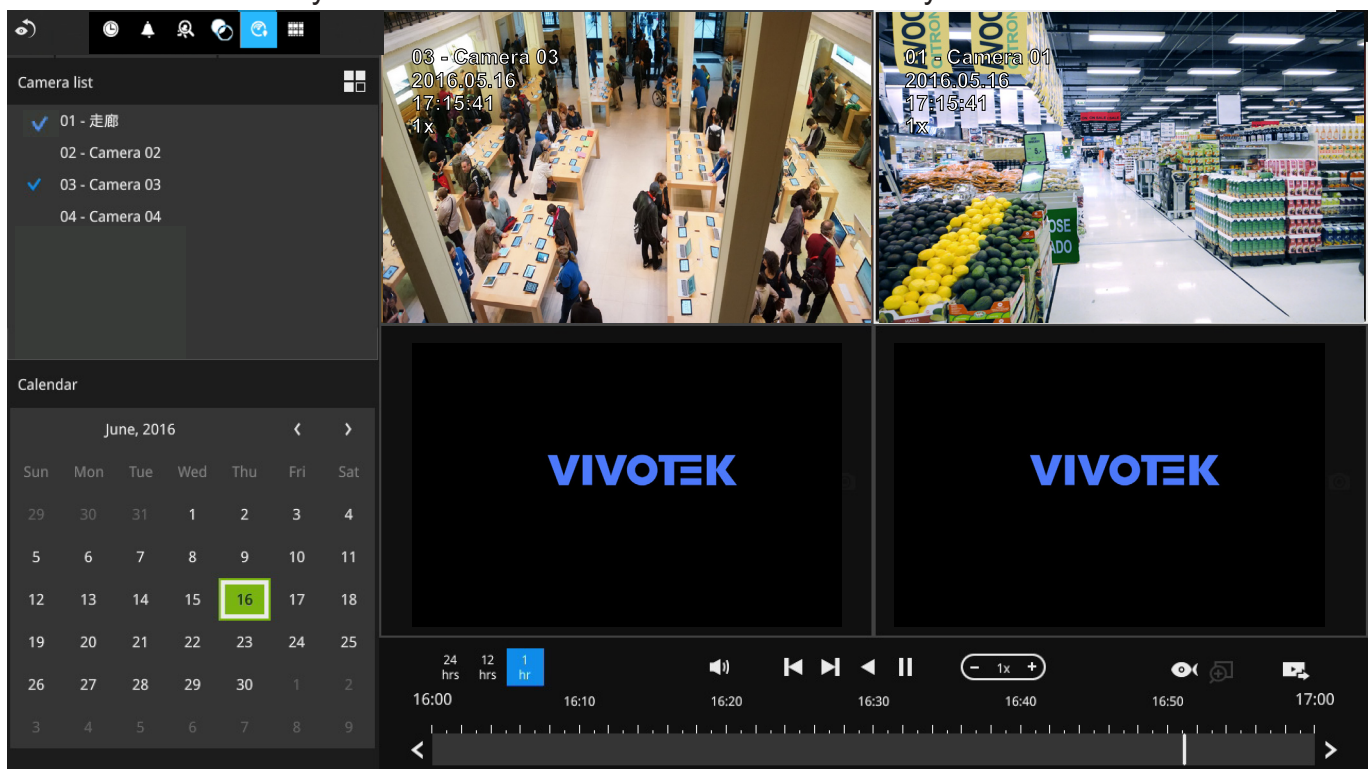 Camera list
01 - 走廊
02 - Camera 02
03 - Camera 03
04 - Camera 04
Calendar
June, 2016
Sun Mon Tue Wed Thu Fri Sat
29 30 31 1 2 3 4
5 6 7 8 9 10 11
12 13 14 15 16 17 18
19 20 21 22 23 24 25
26 27 28 29 30 1 2
3 4 5 6 7 8 9
03 - Camera 03
2016.05.16
17:15:41
1x
01 - Camera 01
2016.05.16
17:15:41
1x
VIVOTEK
VIVOTEK
24 hrs
12 hrs
1 hr
1x
16:00 16:10 16:20 16:30 16:40 16:50 17:00